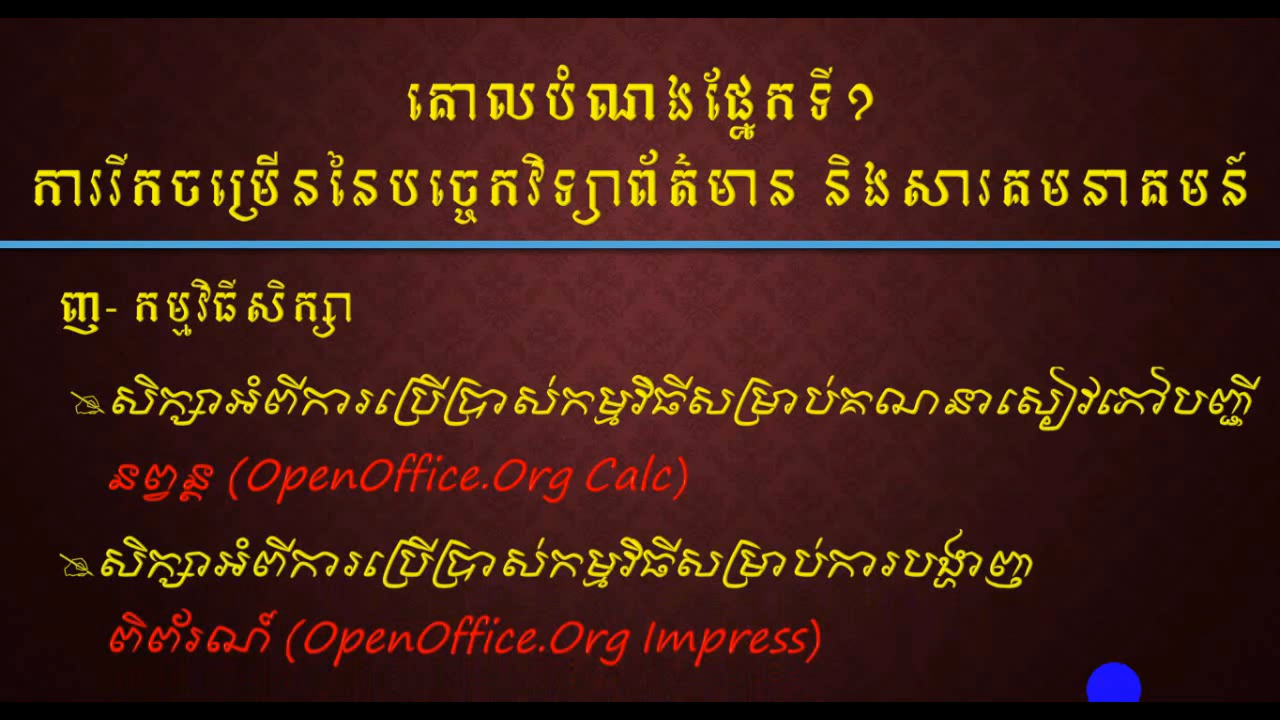 គោលបំណងផ្នែកទី១
ការរីកចម្រើននៃបច្ចេកវិទ្យាព័ត៌មាន និងសារគមនាគមន៍
ញ- កម្មវិធីសិក្សា
សិក្សាអំពីការប្រើប្រាស់កម្មវិធីសម្រាប់គណនាសៀវភៅបញ្ជី
នព្វន្ត (OpenOffice.Org Calc)
សិក្សាអំពីការប្រើប្រាស់កម្មវិធីសម្រាប់ការបង្ហាញ
ពិព័រណ៍ (OpenOffice.Org Impress)